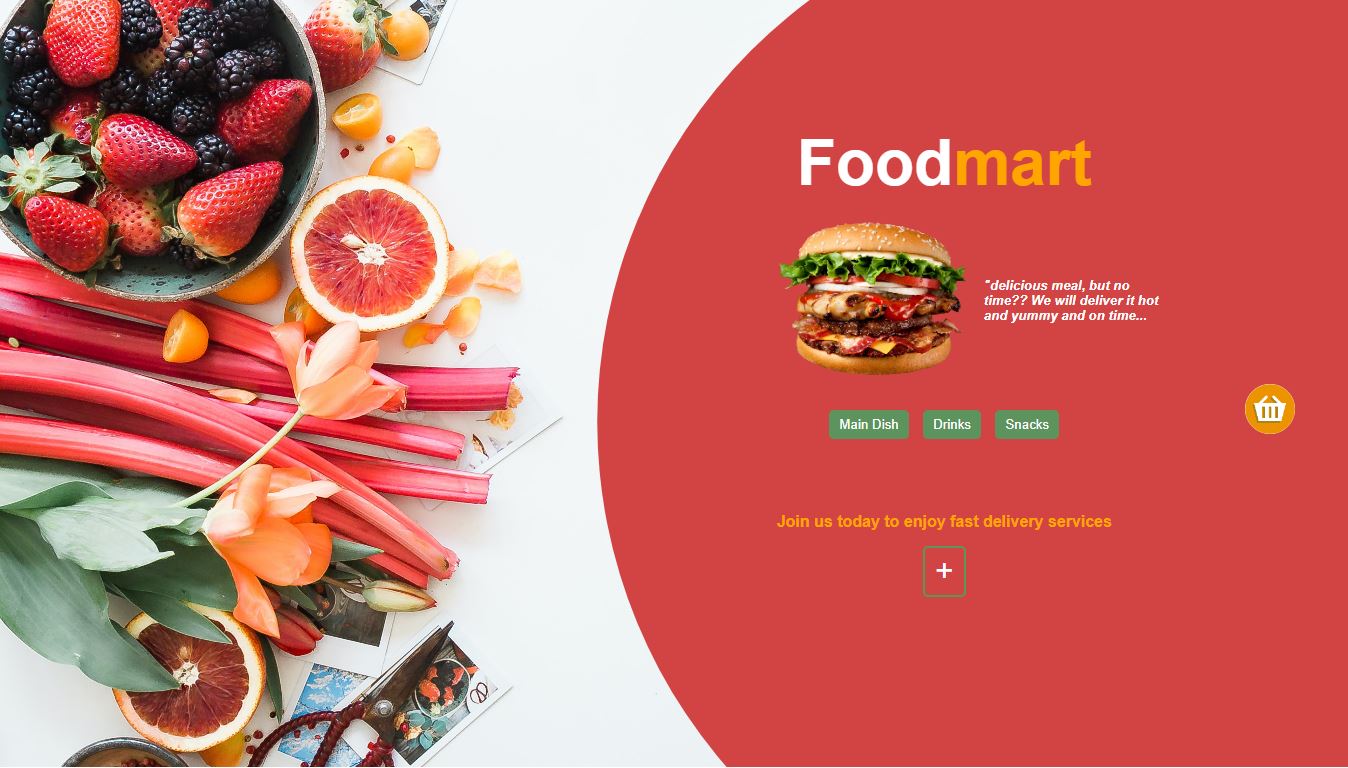 Foodmart
"delicious meal, but no
time?? We will deliver it hot
and yummy and on time...
Main Dish Drinks Snacks
Join us today to enjoy fast delivery services
+